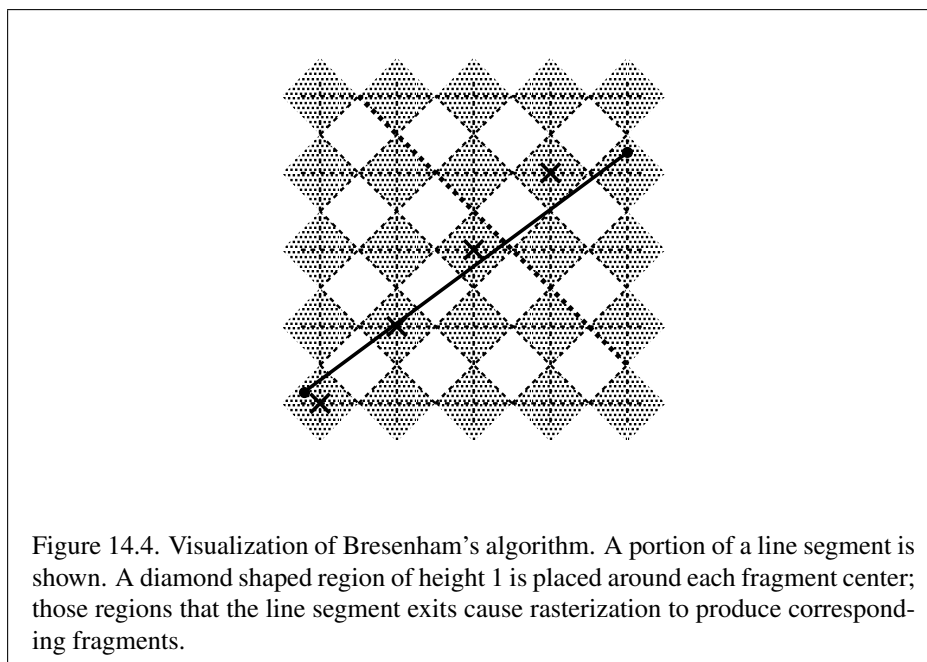 Figure 14.4. Visualization of Bresenham's algorithm. A portion of a line segment is
shown. A diamond shaped region of height 1 is placed around each fragment center;
those regions that the line segment exits cause rasterization to produce correspond-
ing fragments.